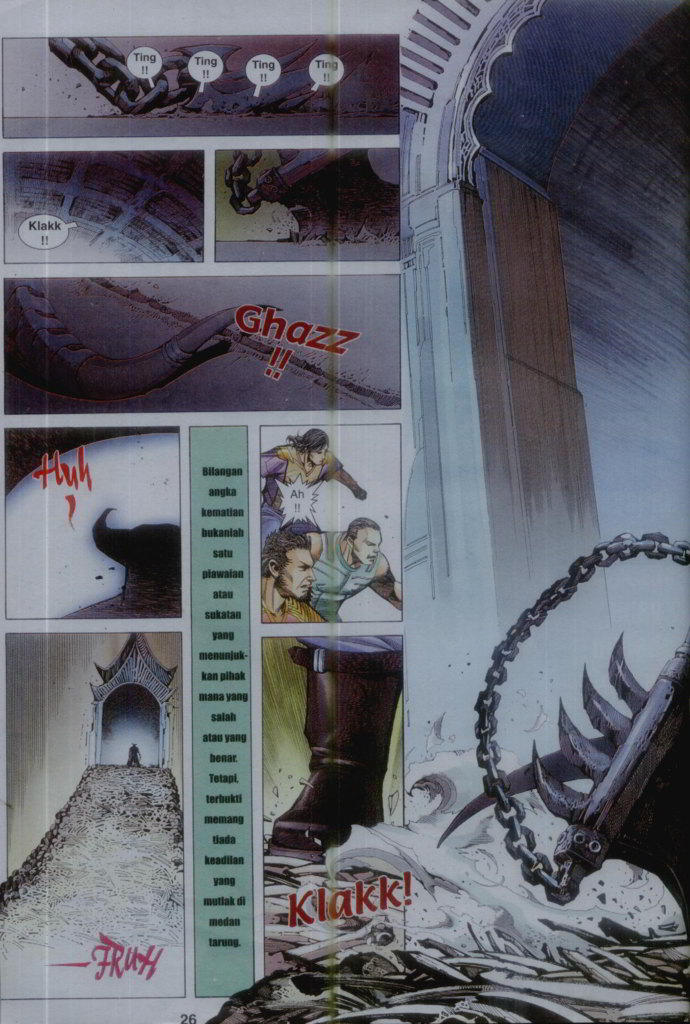 Ting
!!
Ting
!!
Ting
!!
Ting
!!
Klakk
!!
Ghazz
!!
Huh
,
Bilangan
angka
kematian
bukanlah
satu
piawaian
atau
sukatan
yang
menunjuk-
kan pihak
mana yang
salah
atau yang
benar.
Tetapi,
terbukti
memang
tiada
keadilan
yang
mutlak di
medan
tarung.
Ah
!!
FRUH
Klakk!
26